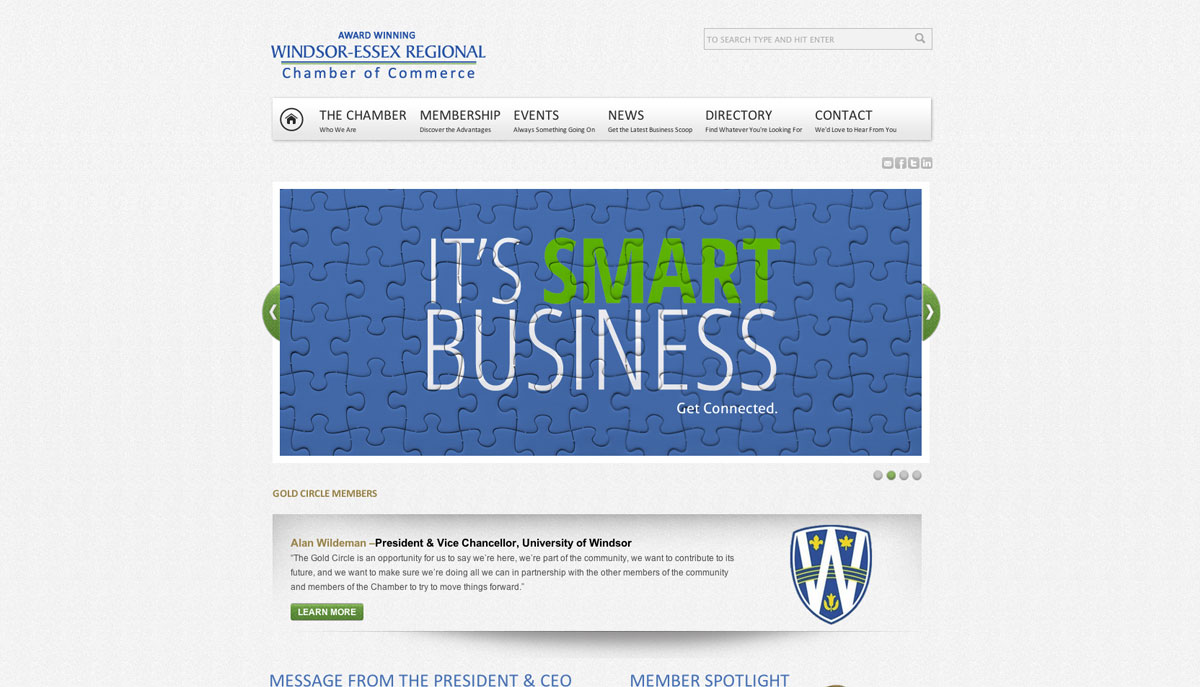 AWARD WINNING
WINDSOR-ESSEX REGIONAL
Chamber of Commerce
TO SEARCH TYPE AND HIT ENTER
THE CHAMBER
Who We Are
MEMBERSHIP
Discover the Advantages
EVENTS
Always Something Going On
NEWS
Get the Latest Business Scoop
DIRECTORY
Find Whatever You're Looking For
CONTACT
We'd Love to Hear From You
IT'S SMART
BUSINESS
Get Connected.
GOLD CIRCLE MEMBERS
Alan Wildeman –President & Vice Chancellor, University of Windsor
"The Gold Circle is an opportunity for us to say we're here, we're part of the community, we want to contribute to its
future, and we want to make sure we're doing all we can in partnership with the other members of the community
and members of the Chamber to try to move things forward."
LEARN MORE
MESSAGE FROM THE PRESIDENT & CEO
MEMBER SPOTLIGHT